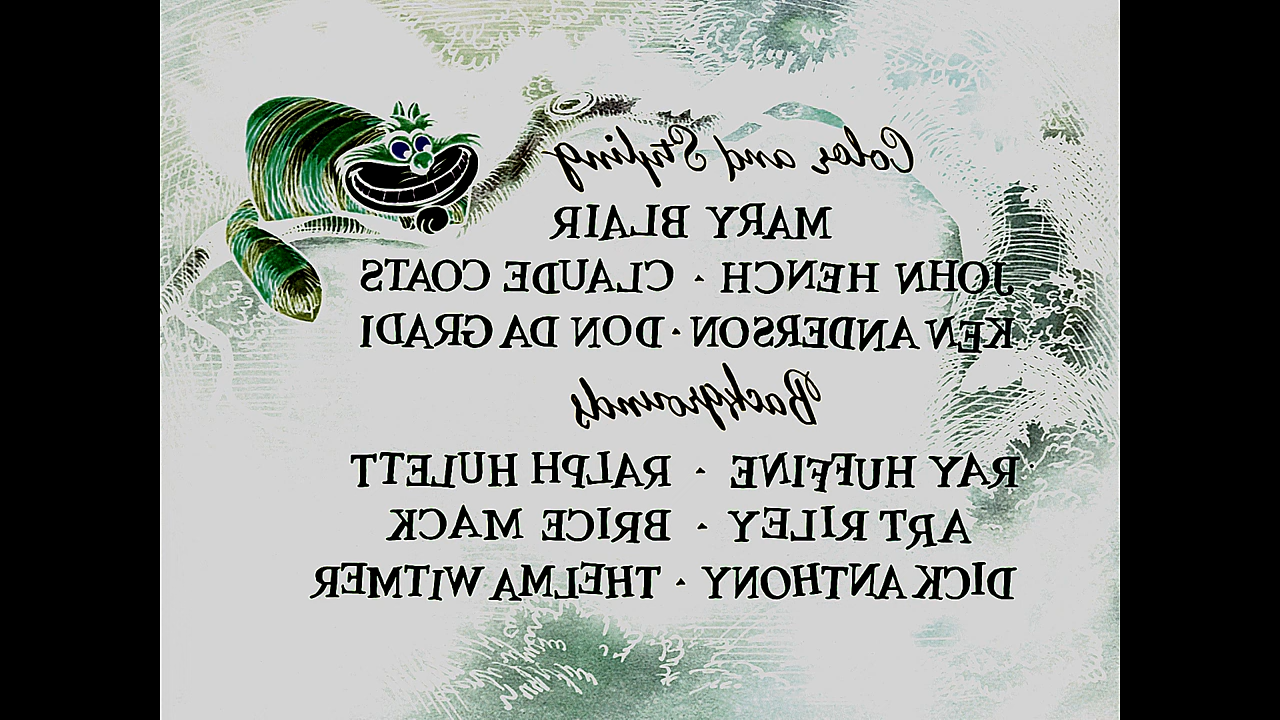 Color and Styling
MARY BLAIR
JOHN HENCH · CLAUDE COATS
KEN ANDERSON · DON DA GRADI
Backgrounds
RAY HUFFINE · RALPH HULETT
ART RILEY · BRICE MACK
DICK ANTHONY · THELMA WITMER